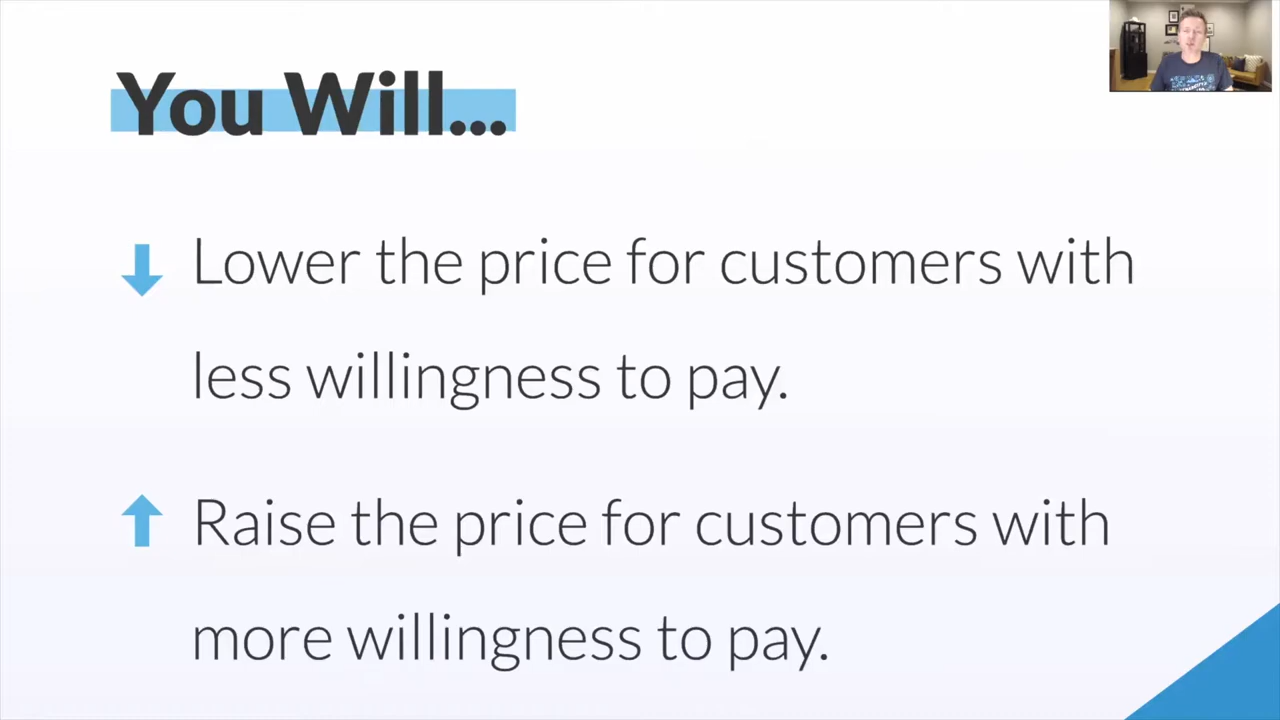 You Will...
Lower the price for customers with
less willingness to pay.
Raise the price for customers with
more willingness to pay.